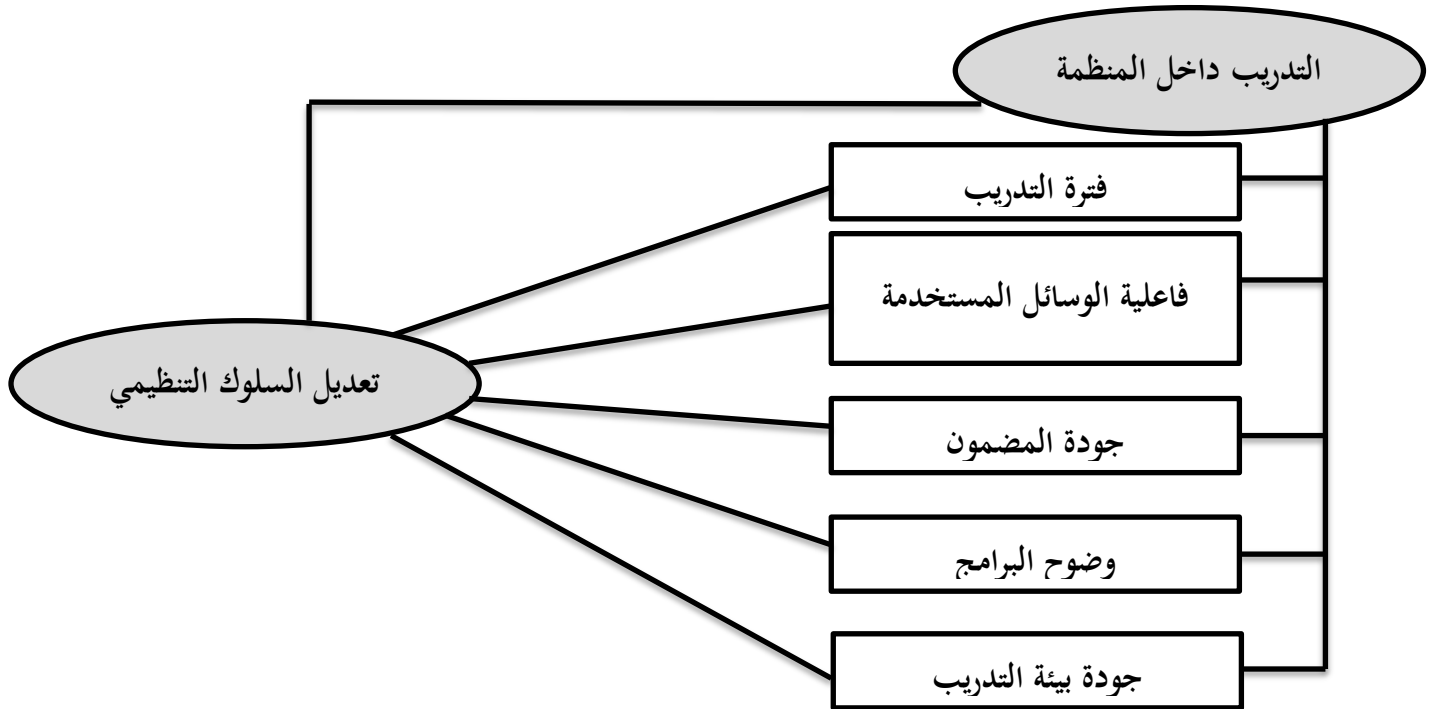 التدريب داخل المنظمة
فترة التدريب
فاعلية الوسائل المستخدمة
تعديل السلوك التنظيمي
جودة المضمون
وضوح البرامج
جودة بيئة التدريب